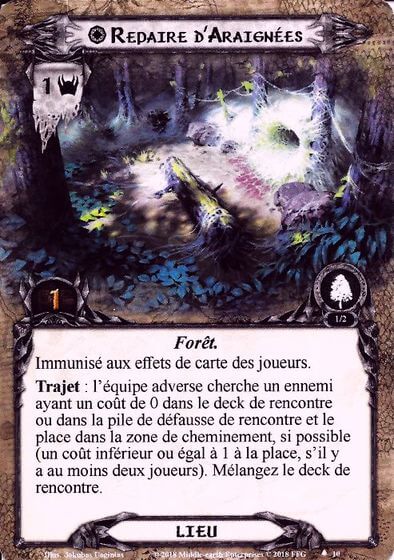 Repaire d'Araignées
1
1
1/2
Forêt.
Immunisé aux effets de carte des joueurs.
Trajet : l'équipe adverse cherche un ennemi
ayant un coût de 0 dans le deck de rencontre
ou dans la pile de défausse de rencontre et le
place dans la zone de cheminement, si possible
(un coût inférieur ou égal à 1 à la place, s'il y
a au moins deux joueurs). Mélangez le deck de
rencontre.
LIEU
Illus. ©2018 Middle-earth Enterprises ©2018 FFG 10